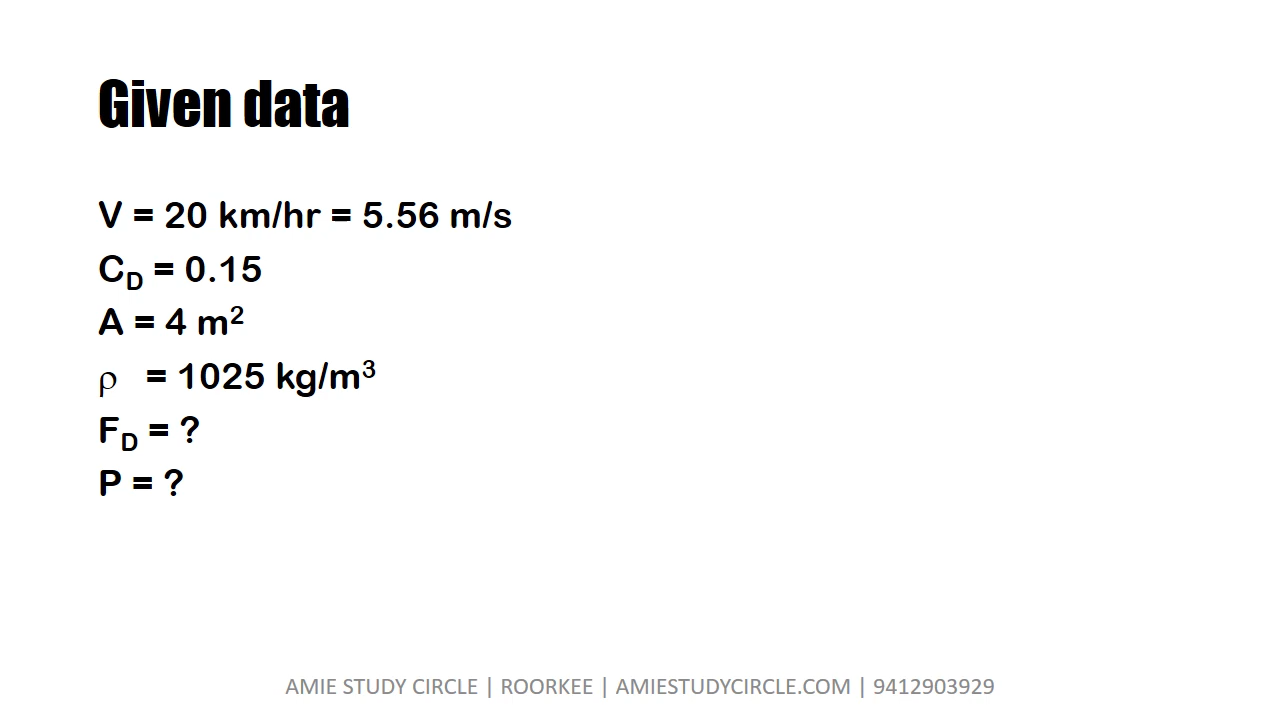 Given data
V = 20 km/hr = 5.56 m/s
C_D = 0.15
A = 4 m²
ρ = 1025 kg/m³
F_D = ?
P = ?
AMIE STUDY CIRCLE | ROORKEE | AMIESTUDYCIRCLE.COM | 9412903929